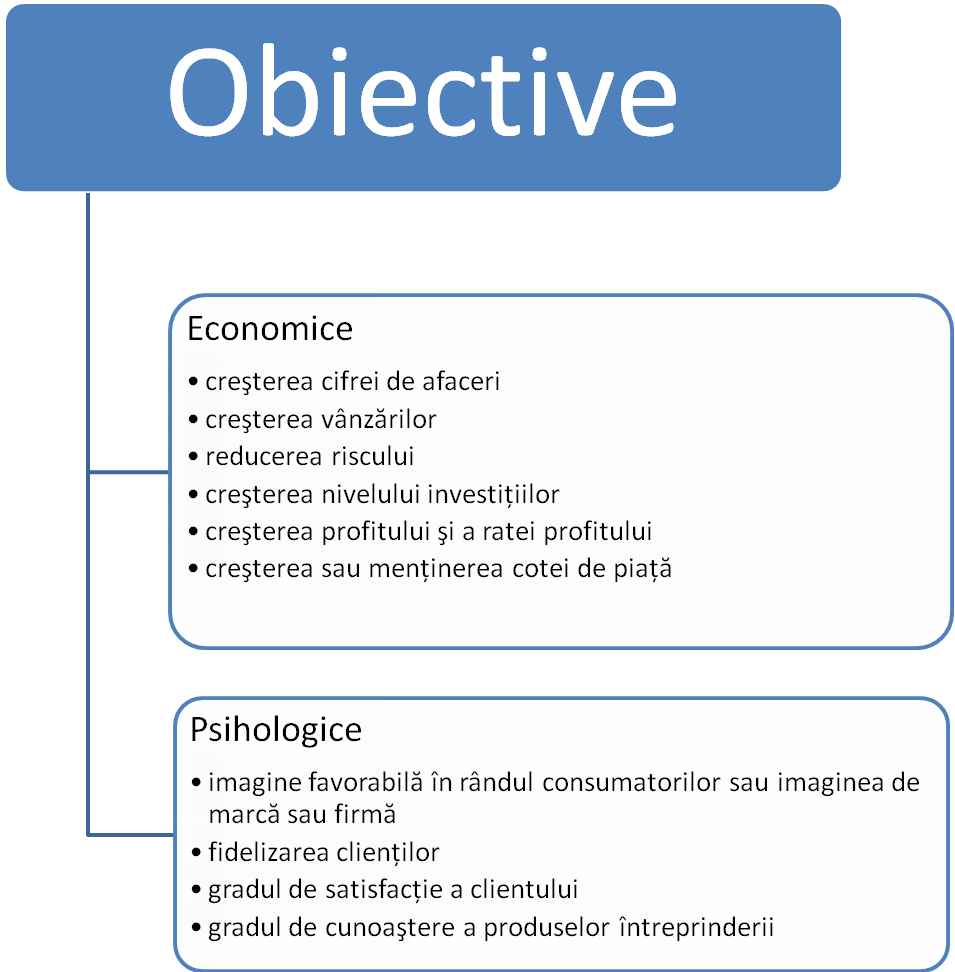 Obiective
Economice
• creşterea cifrei de afaceri
• creşterea vânzărilor
• reducerea riscului
• creşterea nivelului investițiilor
• creşterea profitului şi a ratei profitului
• creşterea sau menținerea cotei de piață
Psihologice
• imagine favorabilă în rândul consumatorilor sau imaginea de
marcă sau firmă
• fidelizarea clienților
• gradul de satisfacție a clientului
• gradul de cunoaştere a produselor întreprinderii